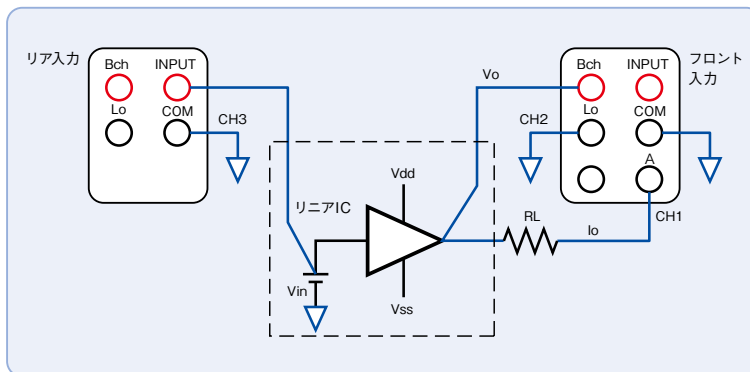 リア入力
Bch
INPUT
Lo
COM
CH3
Vo
Bch
INPUT
フロント
入力
Lo
COM
CH2
A
CH1
Vdd
リニアIC
RL
Io
Vin
Vss